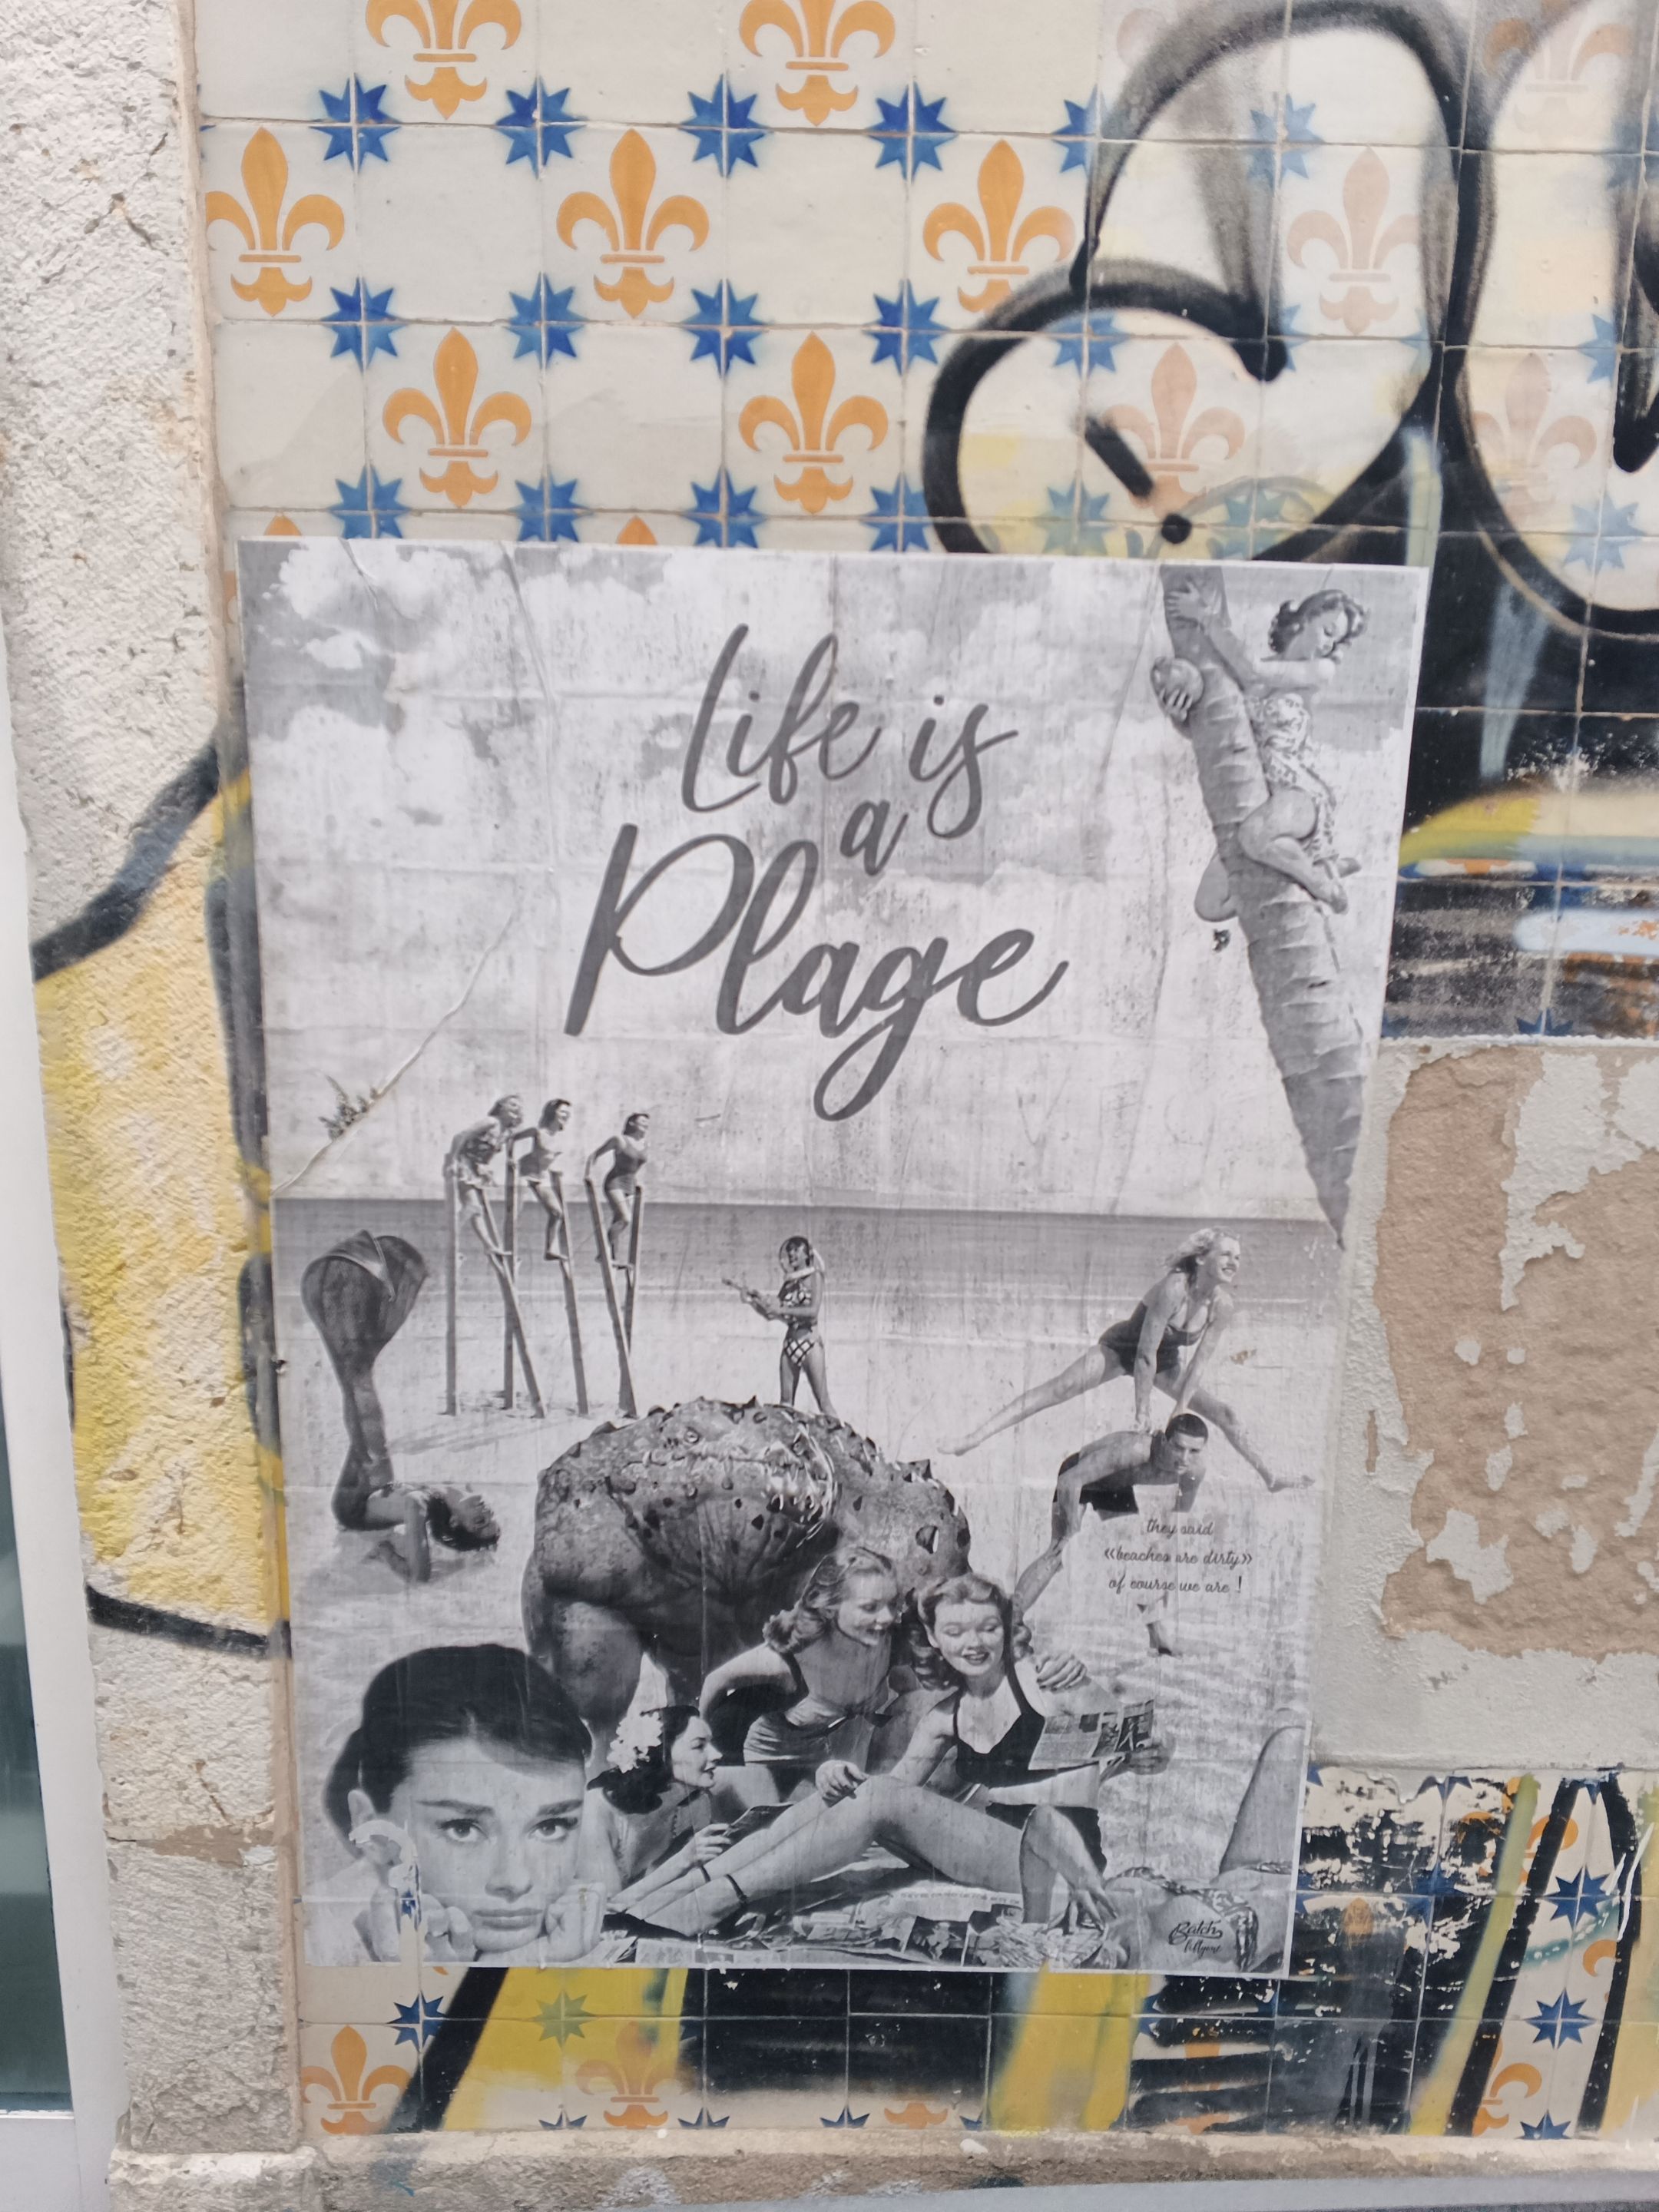 Life is
a
Plage
they said
«beaches are dirty»
of course we are !